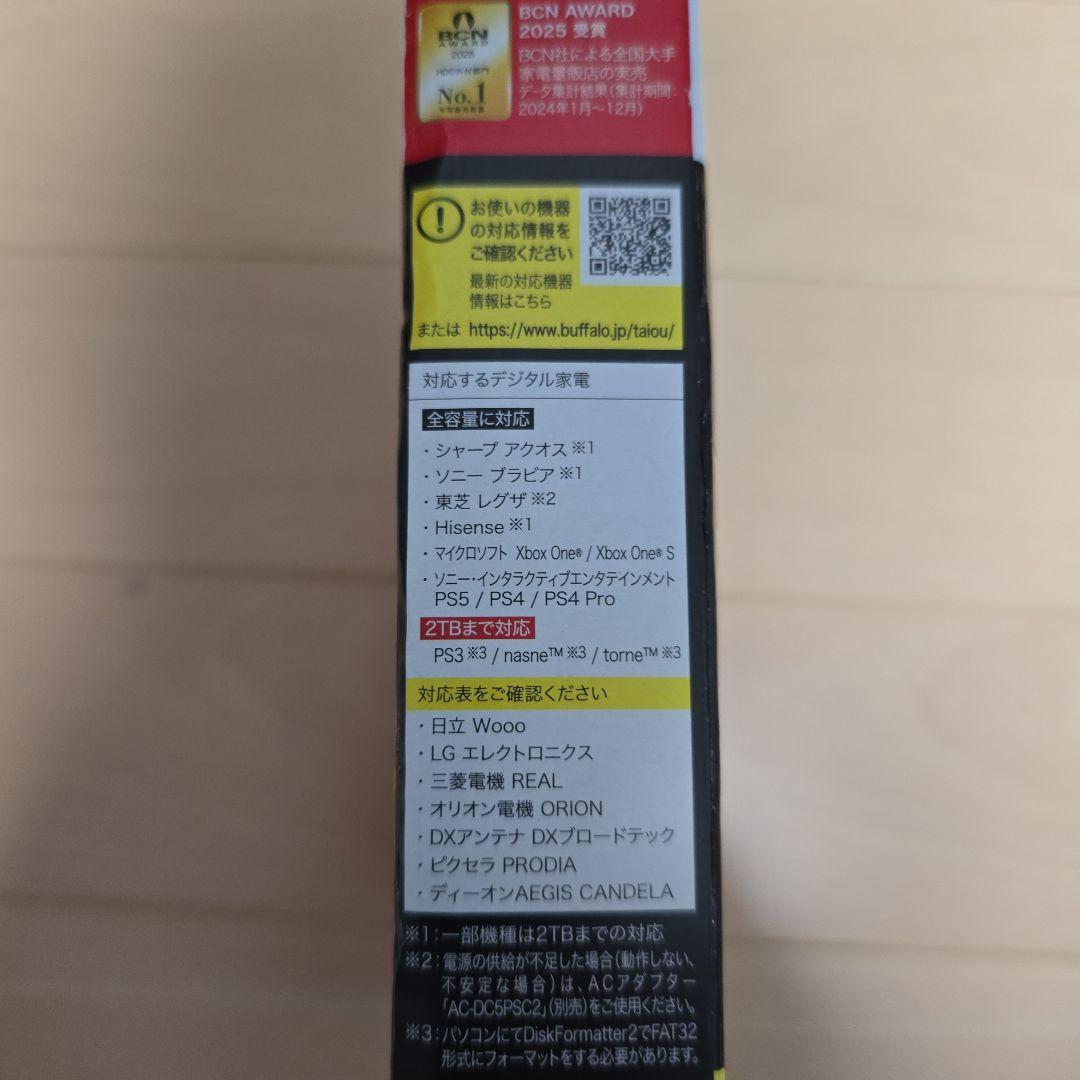 BCN
AWARD
2025
HDD外付部門
No.1
年間販売数量
BCN AWARD
2025 受賞
BCN社による全国大手
家電量販店の実売
データ集計結果(集計期間:
2024年1月～12月)
お使いの機器
の対応情報を
ご確認ください
最新の対応機器
情報はこちら
または https://www.buffalo.jp/taiou/
対応するデジタル家電
全容量に対応
・シャープ アクオス※1
・ソニー ブラビア※1
・東芝 レグザ※2
・Hisense※1
・マイクロソフト Xbox One® / Xbox One® S
・ソニー・インタラクティブエンタテインメント
PS5 / PS4 / PS4 Pro
2TBまで対応
PS3※3 / nasne™※3 / torne™※3
対応表をご確認ください
・日立 Wooo
・LG エレクトロニクス
・三菱電機 REAL
・オリオン電機 ORION
・DXアンテナ DXブロードテック
・ピクセラ PRODIA
・ディーオンAEGIS CANDELA
※1:一部機種は2TBまでの対応
※2:電源の供給が不足した場合(動作しない、
不安定な場合)は、ACアダプター
「AC-DC5PSC2」(別売)をご使用ください。
※3:パソコンにてDiskFormatter2でFAT32
形式にフォーマットをする必要があります。